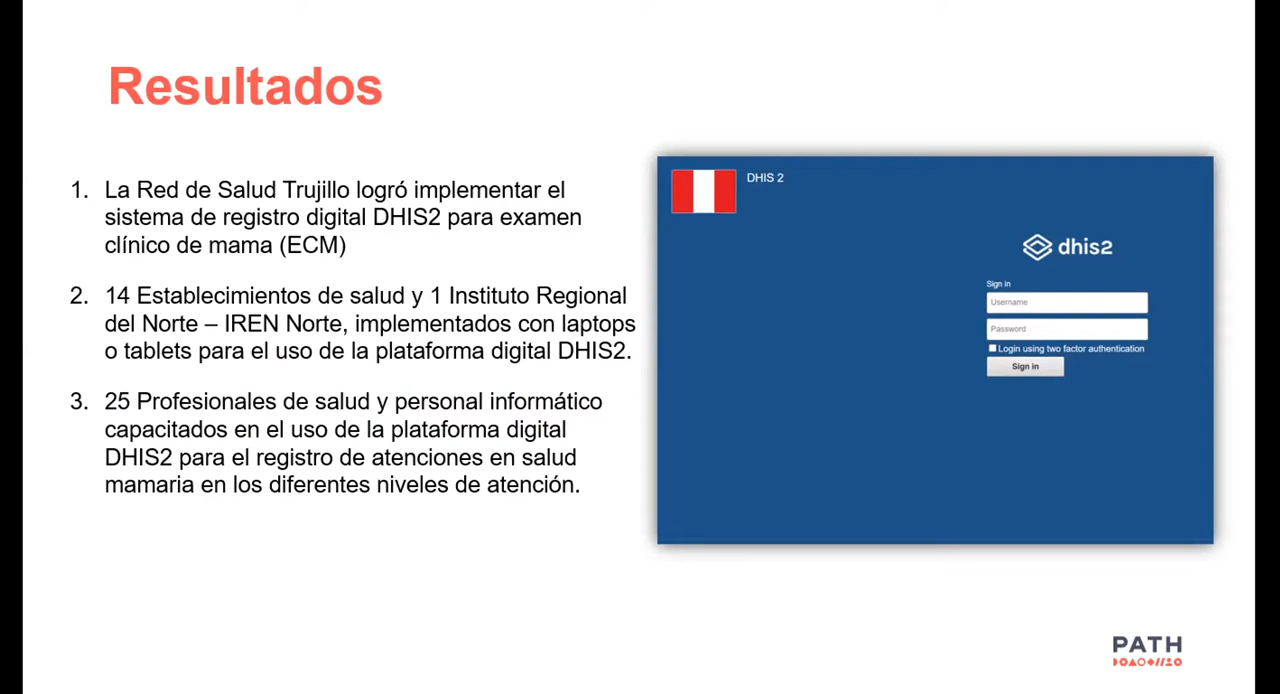 Resultados
1. La Red de Salud Trujillo logró implementar el
sistema de registro digital DHIS2 para examen
clínico de mama (ECM)
2. 14 Establecimientos de salud y 1 Instituto Regional
del Norte – IREN Norte, implementados con laptops
o tablets para el uso de la plataforma digital DHIS2.
3. 25 Profesionales de salud y personal informático
capacitados en el uso de la plataforma digital
DHIS2 para el registro de atenciones en salud
mamaria en los diferentes niveles de atención.
DHIS 2
dhis2
Sign in
Username
Password
Login using two factor authentication
Sign in
PATH